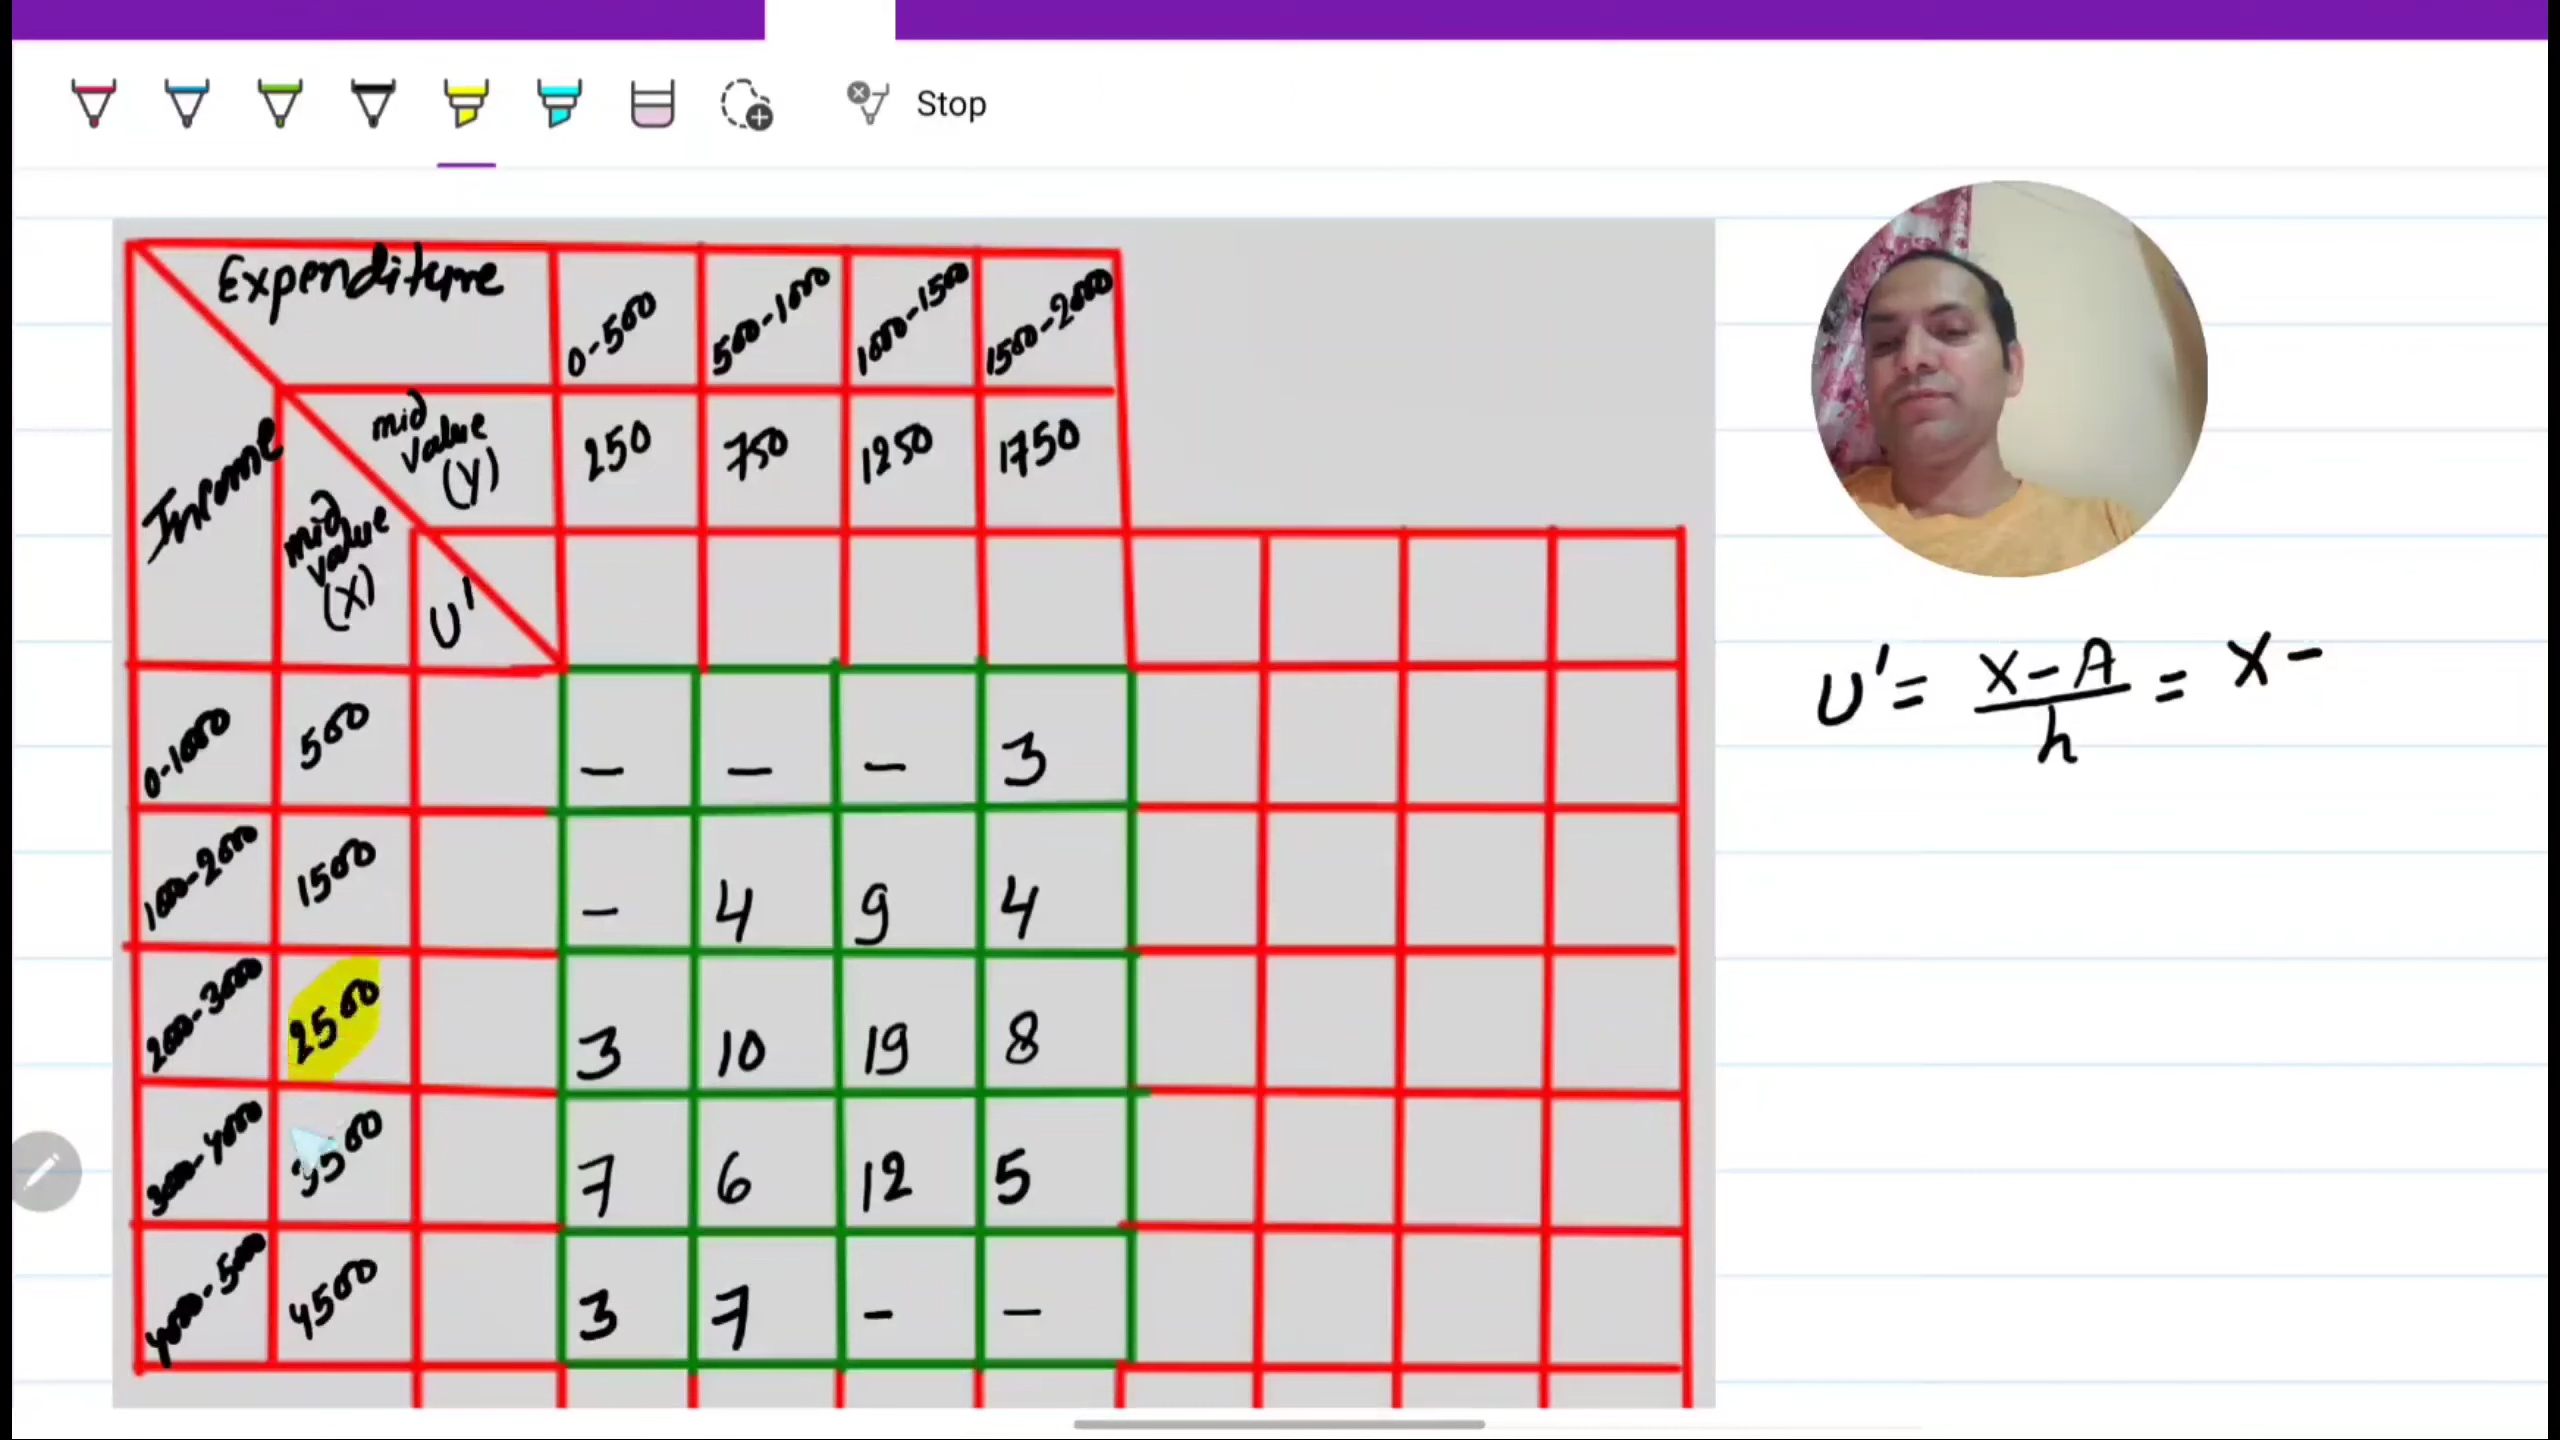 Stop
Expenditure 0-500 500-1000 1000-1500 1500-2000
Income mid value (Y) 250 750 1250 1750
mid value (X) U'
U' = X - A / h = X -
0-1000 500 - - - 3
1000-2000 1500 - 4 9 4
2000-3000 2500 3 10 19 8
3000-4000 3500 7 6 12 5
4000-5000 4500 3 7 - -